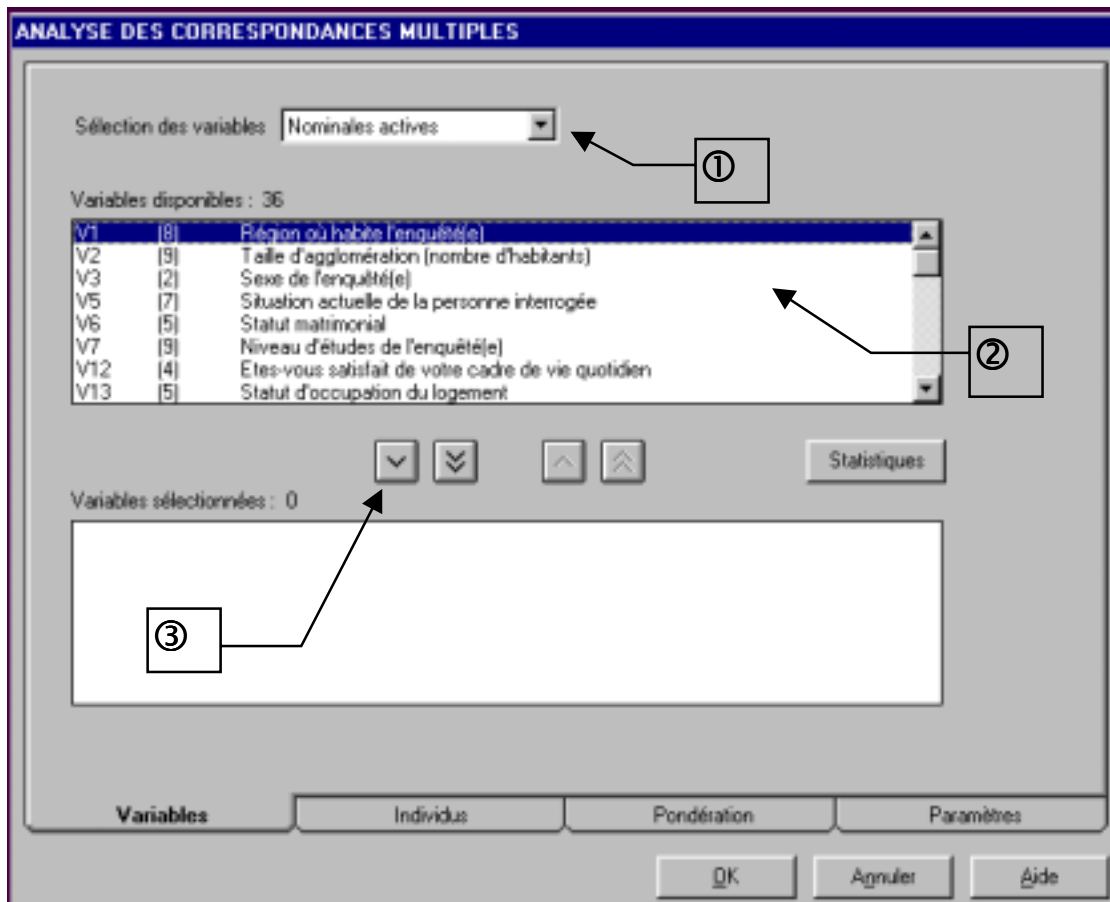 ANALYSE DES CORRESPONDANCES MULTIPLES
Sélection des variables Nominales actives
①
Variables disponibles : 36
V1 (8) Région où habite l'enquêté(e)
V2 (9) Taille d'agglomération (nombre d'habitants)
V3 (2) Sexe de l'enquêté(e)
V5 (7) Situation actuelle de la personne interrogée
V6 (5) Statut matrimonial
V7 (9) Niveau d'études de l'enquêté(e)
V12 (4) Etes-vous satisfait de votre cadre de vie quotidien
V13 (5) Statut d'occupation du logement
②
Statistiques
Variables sélectionnées : 0
③
Variables Individus Pondération Paramètres
OK Annuler Aide